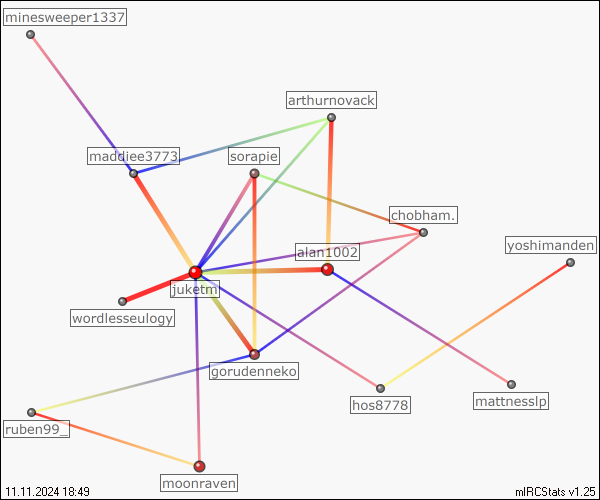 minesweeper1337
arthurnovack
maddiee3773
sorapie
chobham.
yoshimanden
alan1002
juketm
wordlesseulogy
gorudenneko
hos8778
mattnesslp
ruben99_
moonraven
11.11.2024 18:49
mIRCStats v1.25